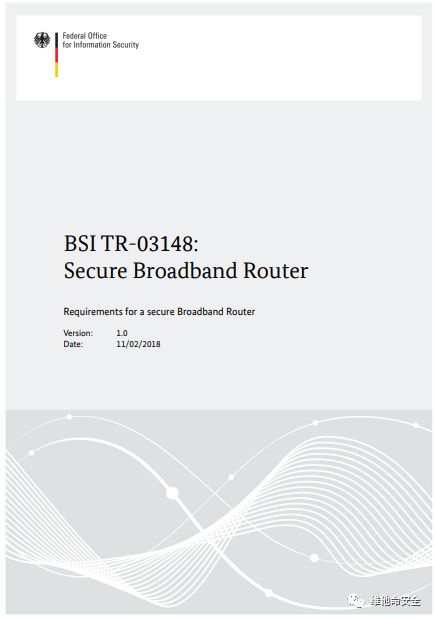 Federal Office
for Information Security
BSI TR-03148:
Secure Broadband Router
Requirements for a secure Broadband Router
Version: 1.0
Date: 11/02/2018
维他命安全